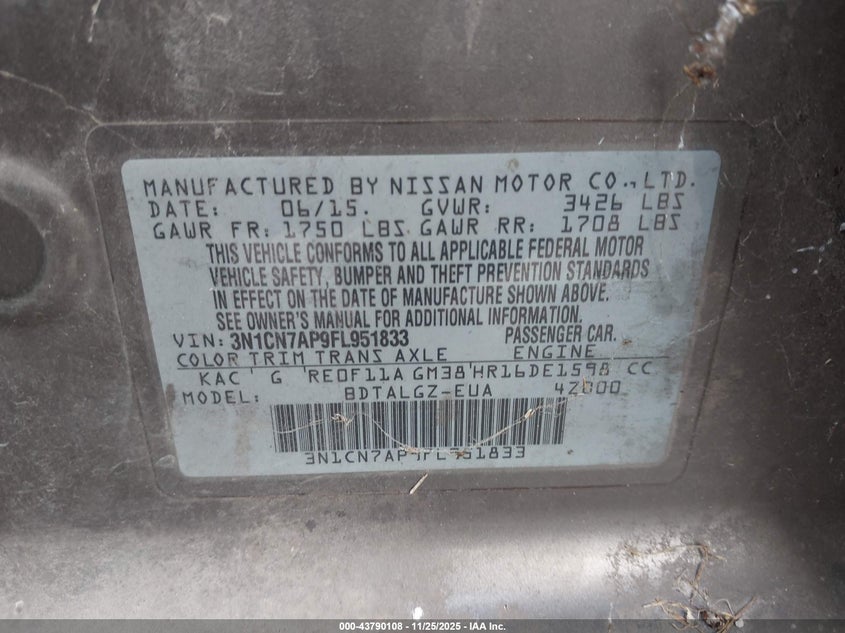 MANUFACTURED BY NISSAN MOTOR CO., LTD.
DATE: 06/15. GVWR: 3426 LBS
GAWR FR: 1750 LBS GAWR RR: 1708 LBS
THIS VEHICLE CONFORMS TO ALL APPLICABLE FEDERAL MOTOR
VEHICLE SAFETY, BUMPER AND THEFT PREVENTION STANDARDS
IN EFFECT ON THE DATE OF MANUFACTURE SHOWN ABOVE.
SEE OWNER'S MANUAL FOR ADDITIONAL INFORMATION.
VIN: 3N1CN7AP9FL951833 PASSENGER CAR.
COLOR TRIM TRANS AXLE ENGINE
KAC G RE0F11A GM38 HR16DE1598 CC
MODEL: BDTALGZ-EUA 4Z000
3N1CN7AP9FL951833
000-43790108 - 11/25/2025 - IAA Inc.